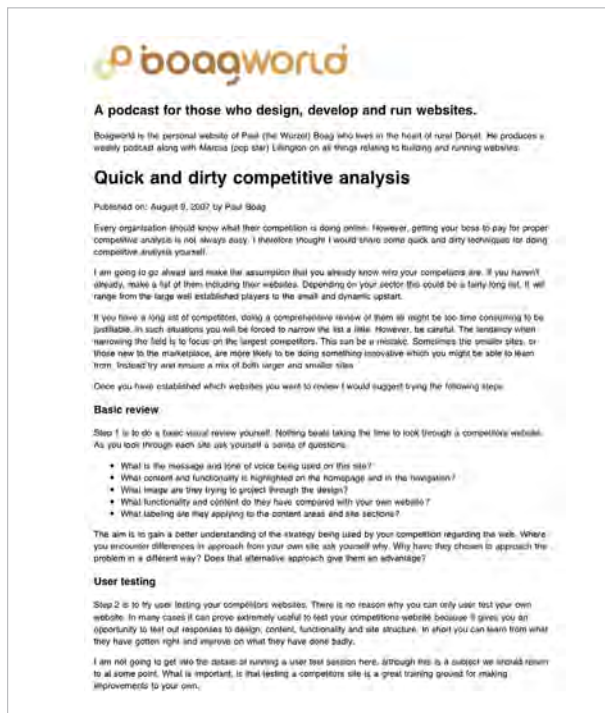 boagworld
A podcast for those who design, develop and run websites.
Boagworld is the personal website of Paul (the Wurzel) Boag who lives in the heart of rural Dorset. He produces a
weekly podcast along with Marcus (pop star) Lillington on all things relating to building and running websites.
Quick and dirty competitive analysis
Published on: August 9, 2007 by Paul Boag
Every organisation should know what their competition is doing online. However, getting your boss to pay for proper
competitive analysis is not always easy. I therefore thought I would share some quick and dirty techniques for doing
competitive analysis yourself.
I am going to go ahead and make the assumption that you already know who your competitors are. If you haven't
already, make a list of them including their websites. Depending on your sector this could be a fairly long list. It will
range from the large well established players to the small and dynamic upstart.
If you have a long list of competitors, doing a comprehensive review of them all might be too time consuming to be
justifiable. In such situations you will be forced to narrow the list a little. However, be careful. The tendency when
narrowing the field is to focus on the largest competitors. This can be a mistake. Sometimes the smaller sites, or
those new to the marketplace, are more likely to be doing something innovative which you might be able to learn
from. Instead try and ensure a mix of both larger and smaller sites
Once you have established which websites you want to review I would suggest trying the following steps:
Basic review
Step 1 is to do a basic visual review yourself. Nothing beats taking the time to look through a competitors website.
As you look through each site ask yourself a series of questions.
• What is the message and tone of voice being used on this site?
• What content and functionality is highlighted on the homepage and in the navigation?
• What image are they trying to project through the design?
• What functionality and content do they have compared with your own website?
• What labeling are they applying to the content areas and site sections?
The aim is to gain a better understanding of the strategy being used by your competition regarding the web. Where
you encounter differences in approach from your own site ask yourself why. Why have they chosen to approach the
problem in a different way? Does that alternative approach give them an advantage?
User testing
Step 2 is to try user testing your competitors websites. There is no reason why you can only user test your own
website. In many cases it can prove extremely useful to test your competitions website because it gives you an
opportunity to test out responses to design, content, functionality and site structure. In short you can learn from what
they have gotten right and improve on what they have done badly.
I am not going to get into the details of running a user test session here, although this is a subject we should return
to at some point. What is important, is that testing a competitors site is a great training ground for making
improvements to your own.